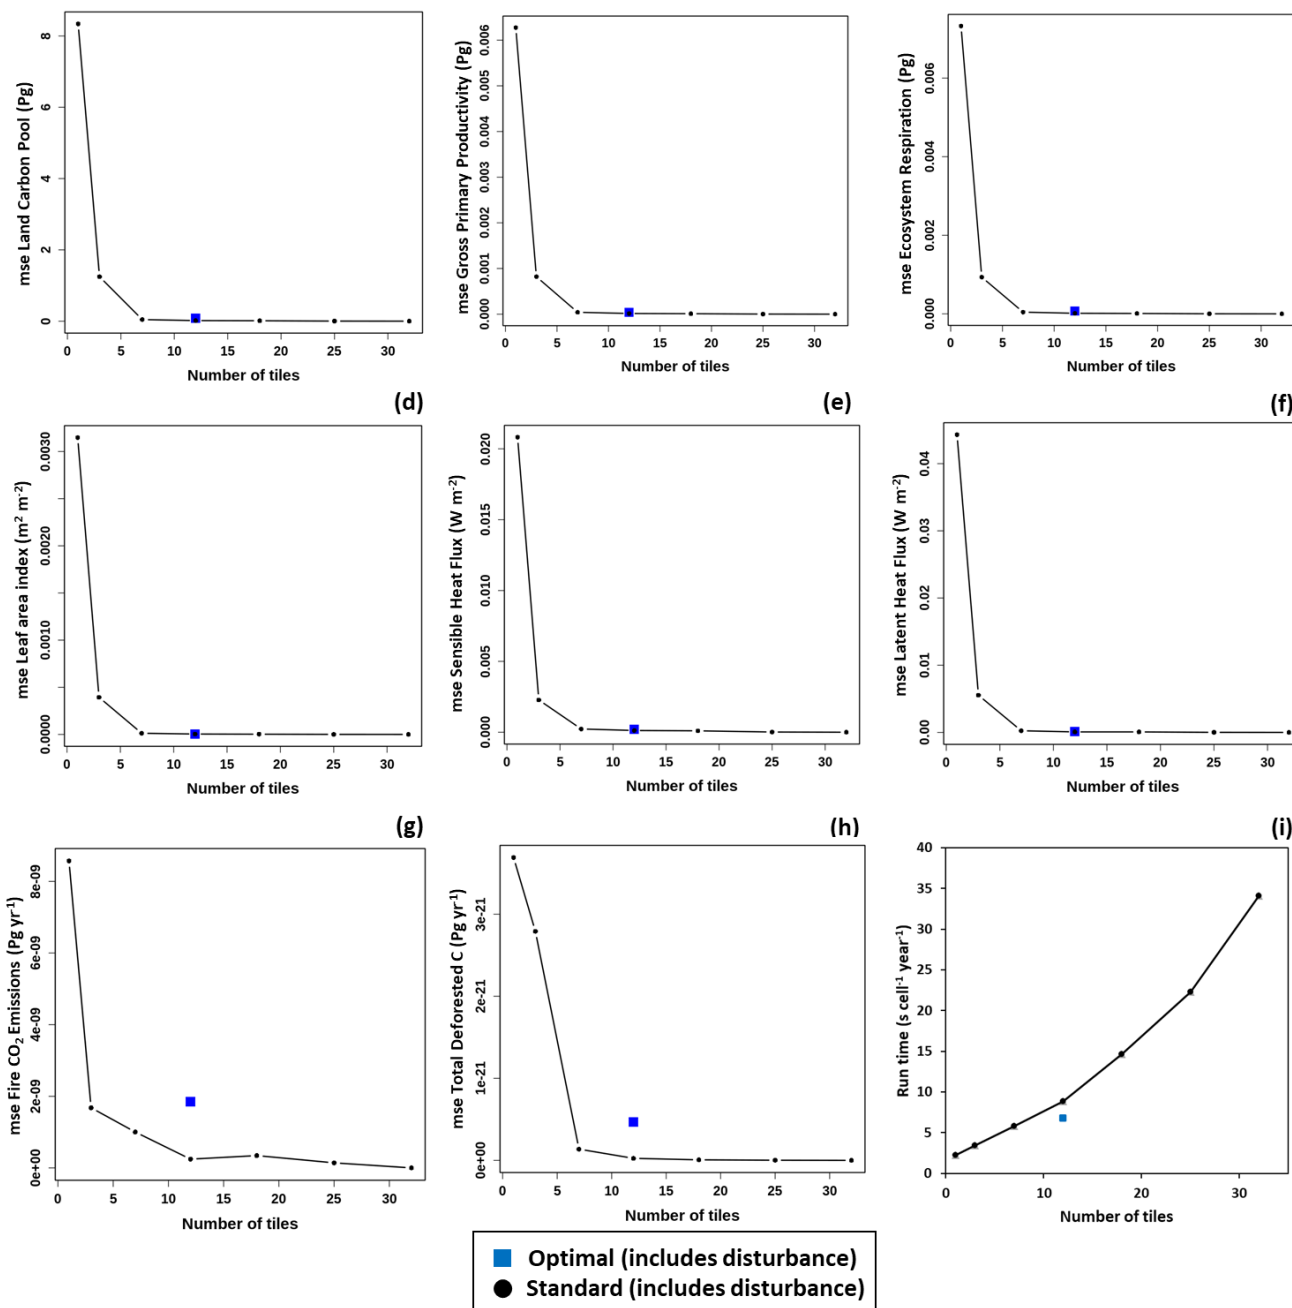 mse Land Carbon Pool (Pg)
0 2 4 6 8
0 5 10 15 20 25 30
Number of tiles
mse Gross Primary Productivity (Pg)
0.000 0.001 0.002 0.003 0.004 0.005 0.006
0 5 10 15 20 25 30
Number of tiles
mse Ecosystem Respiration (Pg)
0.000 0.002 0.004 0.006
0 5 10 15 20 25 30
Number of tiles
(d)
mse Leaf area index (m² m⁻²)
0.0000 0.0010 0.0020 0.0030
0 5 10 15 20 25 30
Number of tiles
(e)
mse Sensible Heat Flux (W m⁻²)
0.000 0.005 0.010 0.015 0.020
0 5 10 15 20 25 30
Number of tiles
(f)
mse Latent Heat Flux (W m⁻²)
0.00 0.01 0.02 0.03 0.04
0 5 10 15 20 25 30
Number of tiles
(g)
mse Fire CO₂ Emissions (Pg yr⁻¹)
0e+00 2e-09 4e-09 6e-09 8e-09
0 5 10 15 20 25 30
Number of tiles
(h)
mse Total Deforested C (Pg yr⁻¹)
0e+00 1e-21 2e-21 3e-21
0 5 10 15 20 25 30
Number of tiles
(i)
Run time (s cell⁻¹ year⁻¹)
0 5 10 15 20 25 30 35 40
0 10 20 30
Number of tiles
Optimal (includes disturbance)
Standard (includes disturbance)